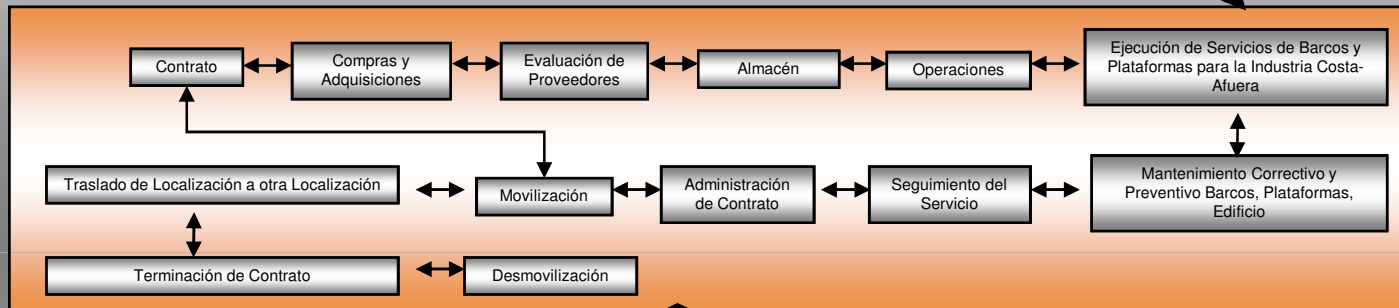 Contrato
Compras y
Adquisiciones
Evaluación de
Proveedores
Almacén
Operaciones
Ejecución de Servicios de Barcos y
Plataformas para la Industria Costa-
Afuera
Traslado de Localización a otra Localización
Movilización
Administración
de Contrato
Seguimiento del
Servicio
Mantenimiento Correctivo y
Preventivo Barcos, Plataformas,
Edificio
Terminación de Contrato
Desmovilización